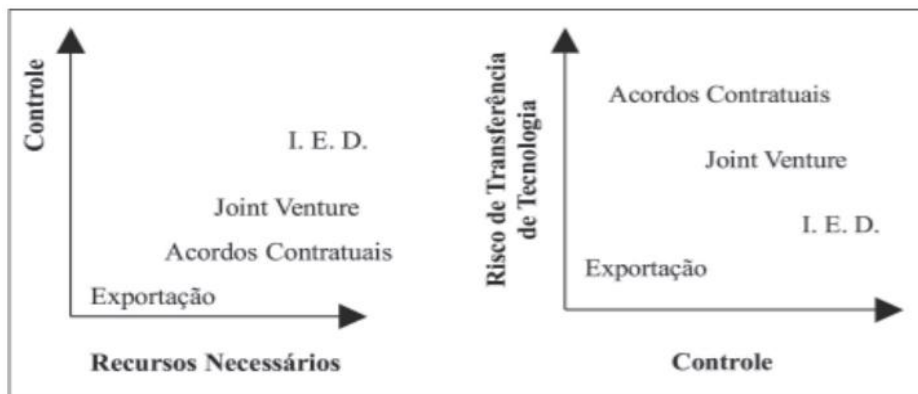 Controle
I. E. D.
Joint Venture
Acordos Contratuais
Exportação
Recursos Necessários
Risco de Transferência
de Tecnologia
Acordos Contratuais
Joint Venture
I. E. D.
Exportação
Controle